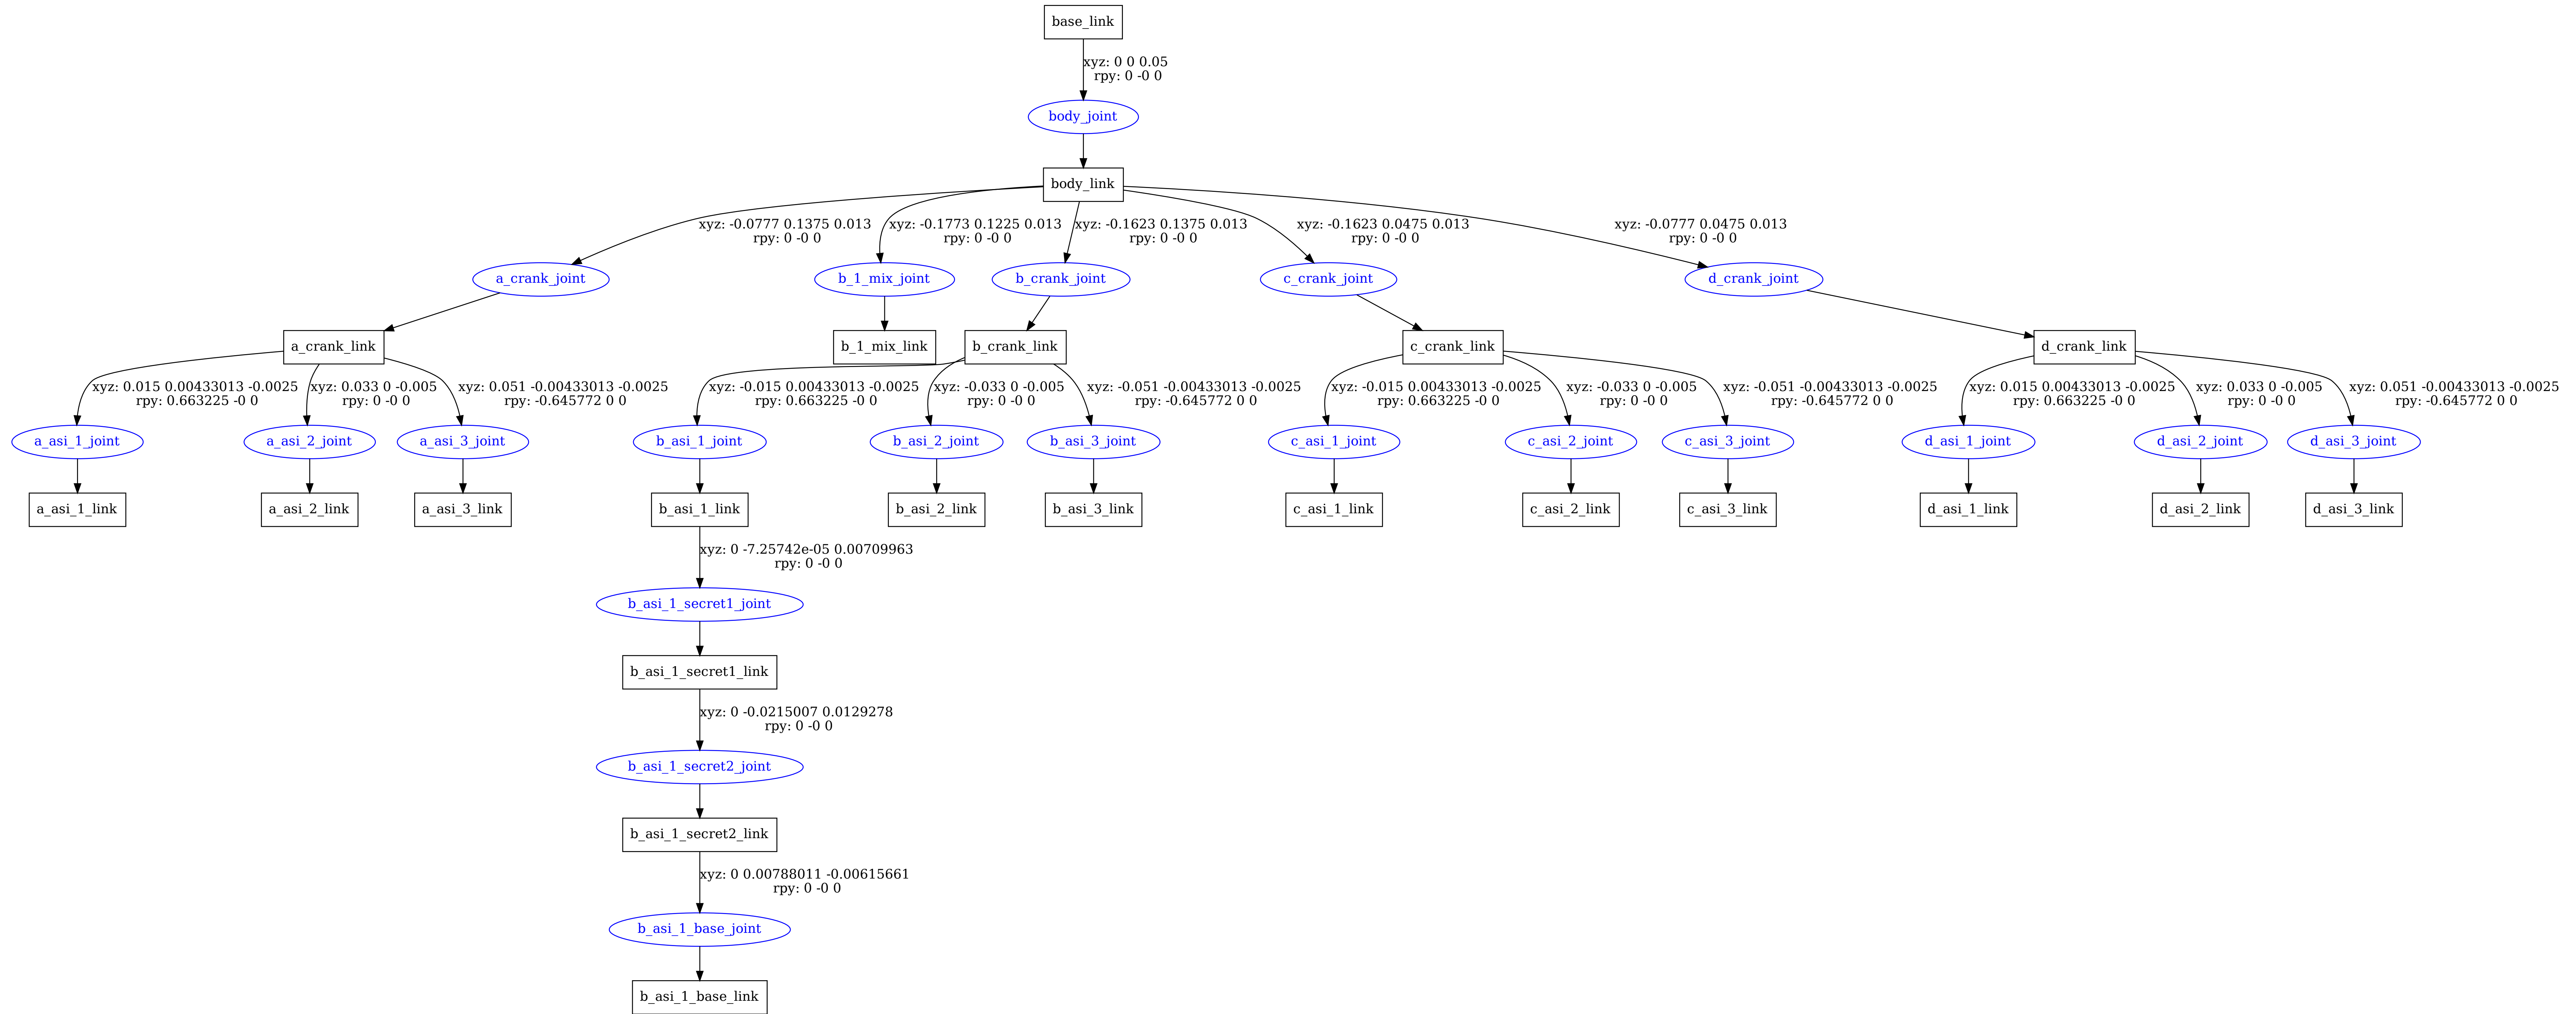 base_link
xyz: 0 0 0.05
rpy: 0 -0 0
body_joint
body_link
xyz: -0.0777 0.1375 0.013
rpy: 0 -0 0
xyz: -0.1773 0.1225 0.013
rpy: 0 -0 0
xyz: -0.1623 0.1375 0.013
rpy: 0 -0 0
xyz: -0.1623 0.0475 0.013
rpy: 0 -0 0
xyz: -0.0777 0.0475 0.013
rpy: 0 -0 0
a_crank_joint
b_1_mix_joint
b_crank_joint
c_crank_joint
d_crank_joint
a_crank_link
b_1_mix_link
b_crank_link
c_crank_link
d_crank_link
xyz: 0.015 0.00433013 -0.0025
rpy: 0.663225 -0 0
xyz: 0.033 0 -0.005
rpy: 0 -0 0
xyz: 0.051 -0.00433013 -0.0025
rpy: -0.645772 0 0
xyz: -0.015 0.00433013 -0.0025
rpy: 0.663225 -0 0
xyz: -0.033 0 -0.005
rpy: 0 -0 0
xyz: -0.051 -0.00433013 -0.0025
rpy: -0.645772 0 0
xyz: -0.015 0.00433013 -0.0025
rpy: 0.663225 -0 0
xyz: -0.033 0 -0.005
rpy: 0 -0 0
xyz: -0.051 -0.00433013 -0.0025
rpy: -0.645772 0 0
xyz: 0.015 0.00433013 -0.0025
rpy: 0.663225 -0 0
xyz: 0.033 0 -0.005
rpy: 0 -0 0
xyz: 0.051 -0.00433013 -0.0025
rpy: -0.645772 0 0
a_asi_1_joint
a_asi_2_joint
a_asi_3_joint
b_asi_1_joint
b_asi_2_joint
b_asi_3_joint
c_asi_1_joint
c_asi_2_joint
c_asi_3_joint
d_asi_1_joint
d_asi_2_joint
d_asi_3_joint
a_asi_1_link
a_asi_2_link
a_asi_3_link
b_asi_1_link
b_asi_2_link
b_asi_3_link
c_asi_1_link
c_asi_2_link
c_asi_3_link
d_asi_1_link
d_asi_2_link
d_asi_3_link
xyz: 0 -7.25742e-05 0.00709963
rpy: 0 -0 0
b_asi_1_secret1_joint
b_asi_1_secret1_link
xyz: 0 -0.0215007 0.0129278
rpy: 0 -0 0
b_asi_1_secret2_joint
b_asi_1_secret2_link
xyz: 0 0.00788011 -0.00615661
rpy: 0 -0 0
b_asi_1_base_joint
b_asi_1_base_link